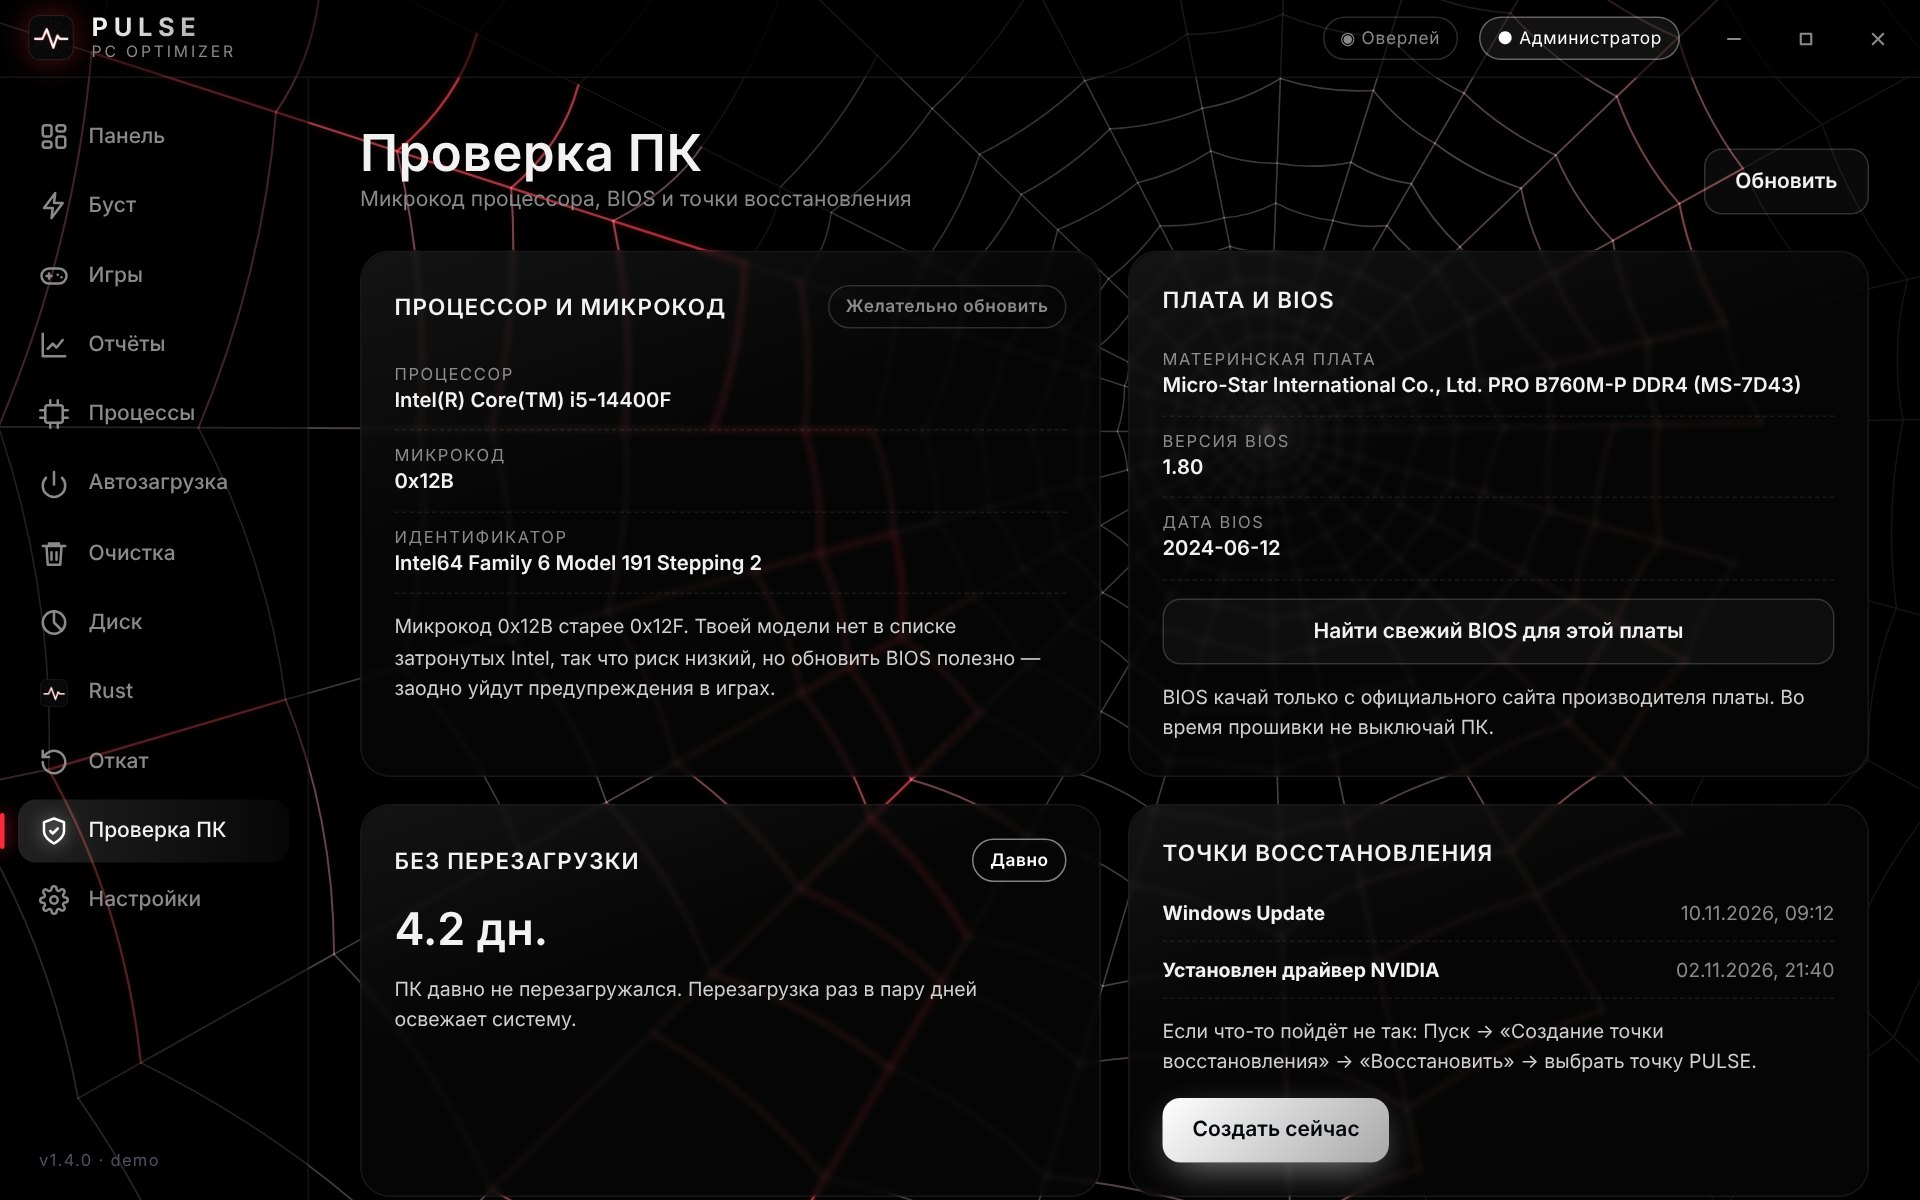 PULSE
PC OPTIMIZER
Оверлей
Администратор
Панель
Буст
Игры
Отчёты
Процессы
Автозагрузка
Очистка
Диск
Rust
Откат
Проверка ПК
Настройки
v1.4.0 · demo
Проверка ПК
Микрокод процессора, BIOS и точки восстановления
Обновить
ПРОЦЕССОР И МИКРОКОД
Желательно обновить
ПРОЦЕССОР
Intel(R) Core(TM) i5-14400F
МИКРОКОД
0x12B
ИДЕНТИФИКАТОР
Intel64 Family 6 Model 191 Stepping 2
Микрокод 0x12B старее 0x12F. Твоей модели нет в списке
затронутых Intel, так что риск низкий, но обновить BIOS полезно —
заодно уйдут предупреждения в играх.
ПЛАТА И BIOS
МАТЕРИНСКАЯ ПЛАТА
Micro-Star International Co., Ltd. PRO B760M-P DDR4 (MS-7D43)
ВЕРСИЯ BIOS
1.80
ДАТА BIOS
2024-06-12
Найти свежий BIOS для этой платы
BIOS качай только с официального сайта производителя платы. Во
время прошивки не выключай ПК.
БЕЗ ПЕРЕЗАГРУЗКИ
Давно
4.2 дн.
ПК давно не перезагружался. Перезагрузка раз в пару дней
освежает систему.
ТОЧКИ ВОССТАНОВЛЕНИЯ
Windows Update
10.11.2026, 09:12
Установлен драйвер NVIDIA
02.11.2026, 21:40
Если что-то пойдёт не так: Пуск → «Создание точки
восстановления» → «Восстановить» → выбрать точку PULSE.
Создать сейчас